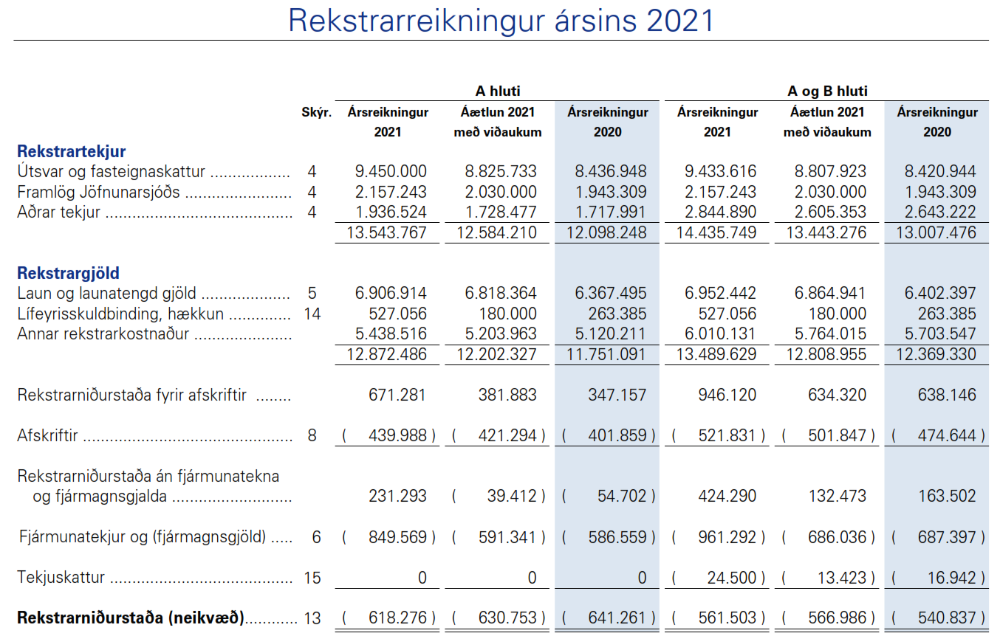 Rekstrarreikningur ársins 2021
A hluti A og B hluti
Skýr. Ársreikningur Áætlun 2021 Ársreikningur Ársreikningur Áætlun 2021 Ársreikningur
2021 með viðaukum 2020 2021 með viðaukum 2020
Rekstrartekjur
Útsvar og fasteignaskattur .................. 4 9.450.000 8.825.733 8.436.948 9.433.616 8.807.923 8.420.944
Framlög Jöfnunarsjóðs ........................ 4 2.157.243 2.030.000 1.943.309 2.157.243 2.030.000 1.943.309
Aðrar tekjur .......................................... 4 1.936.524 1.728.477 1.717.991 2.844.890 2.605.353 2.643.222
13.543.767 12.584.210 12.098.248 14.435.749 13.443.276 13.007.476
Rekstrargjöld
Laun og launatengd gjöld .................... 5 6.906.914 6.818.364 6.367.495 6.952.442 6.864.941 6.402.397
Lífeyrisskuldbinding, hækkun .............. 14 527.056 180.000 263.385 527.056 180.000 263.385
Annar rekstrarkostnaður ...................... 5.438.516 5.203.963 5.120.211 6.010.131 5.764.015 5.703.547
12.872.486 12.202.327 11.751.091 13.489.629 12.808.955 12.369.330
Rekstrarniðurstaða fyrir afskriftir ........ 671.281 381.883 347.157 946.120 634.320 638.146
Afskriftir ............................................... 8 ( 439.988 ) ( 421.294 ) ( 401.859 ) ( 521.831 ) ( 501.847 ) ( 474.644 )
Rekstrarniðurstaða án fjármunatekna
og fjármagnsgjalda ........................... 231.293 ( 39.412 ) ( 54.702 ) 424.290 132.473 163.502
Fjármunatekjur og (fjármagnsgjöld) ..... 6 ( 849.569 ) ( 591.341 ) ( 586.559 ) ( 961.292 ) ( 686.036 ) ( 687.397 )
Tekjuskattur ......................................... 15 0 0 0 ( 24.500 ) ( 13.423 ) ( 16.942 )
Rekstrarniðurstaða (neikvæð)............ 13 ( 618.276 ) ( 630.753 ) ( 641.261 ) ( 561.503 ) ( 566.986 ) ( 540.837 )